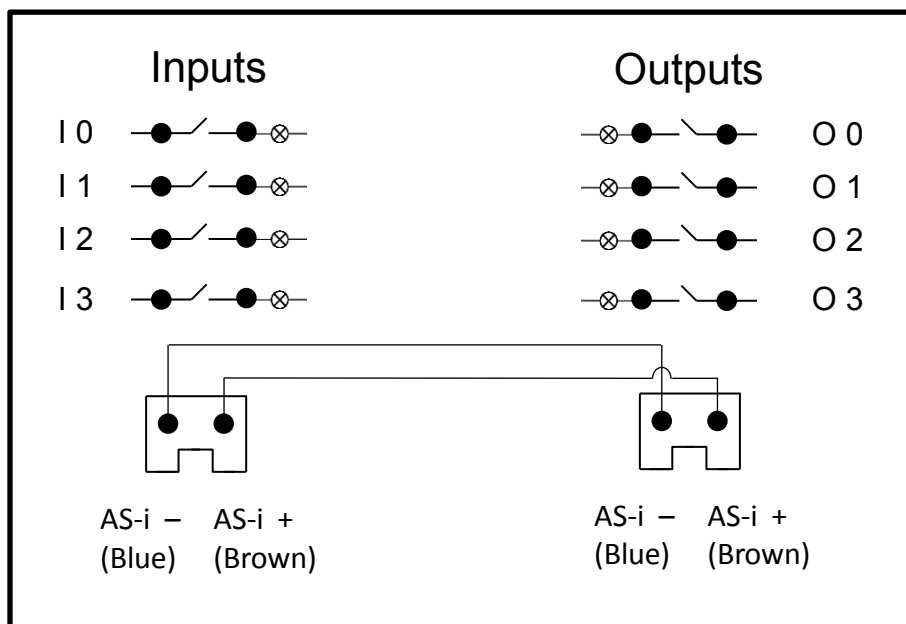 Inputs
Outputs
I 0
O 0
I 1
O 1
I 2
O 2
I 3
O 3
AS-i –
AS-i +
AS-i –
AS-i +
(Blue)
(Brown)
(Blue)
(Brown)